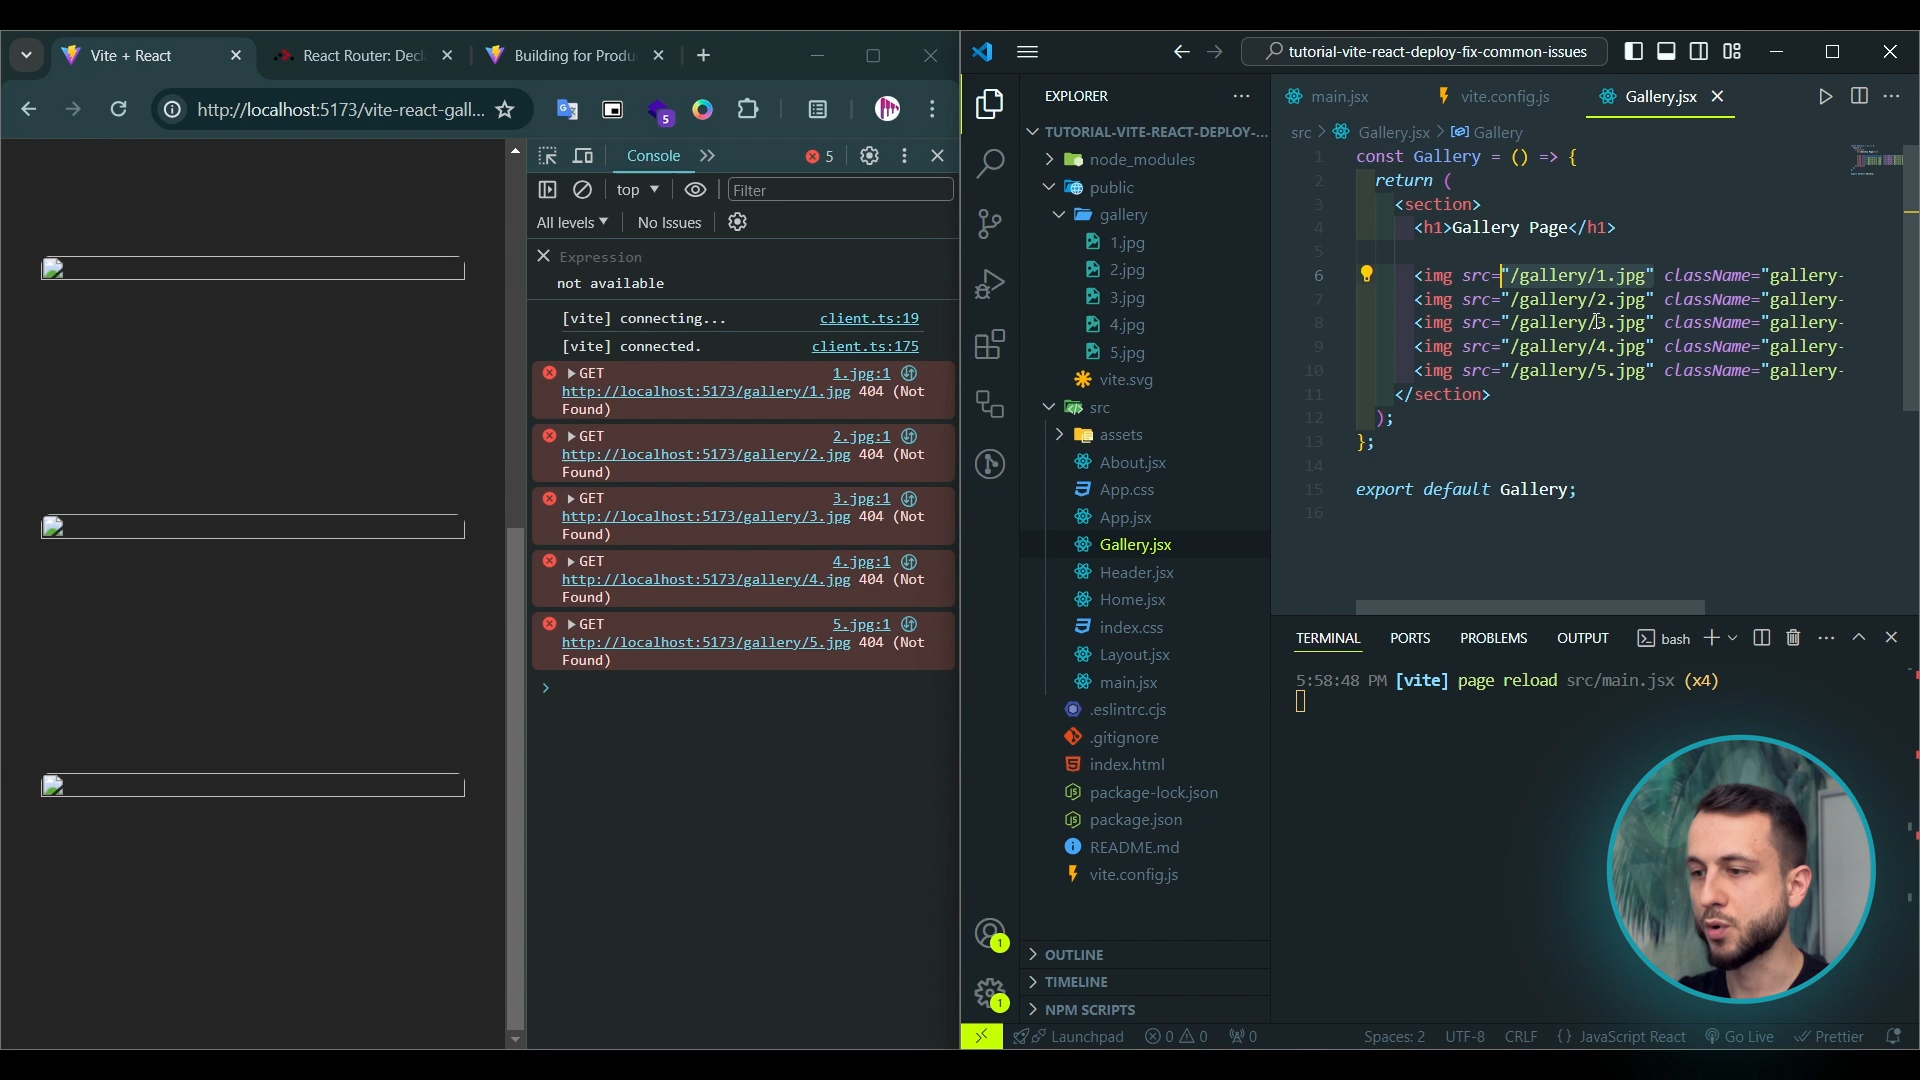 Vite + React
React Router: Decl
Building for Produ
http://localhost:5173/vite-react-gall...
5
Console
5
top
Filter
All levels
No Issues
Expression
not available
[vite] connecting... client.ts:19
[vite] connected. client.ts:175
GET 1.jpg:1
http://localhost:5173/gallery/1.jpg 404 (Not
Found)
GET 2.jpg:1
http://localhost:5173/gallery/2.jpg 404 (Not
Found)
GET 3.jpg:1
http://localhost:5173/gallery/3.jpg 404 (Not
Found)
GET 4.jpg:1
http://localhost:5173/gallery/4.jpg 404 (Not
Found)
GET 5.jpg:1
http://localhost:5173/gallery/5.jpg 404 (Not
Found)
tutorial-vite-react-deploy-fix-common-issues
EXPLORER
TUTORIAL-VITE-REACT-DEPLOY-...
node_modules
public
gallery
1.jpg
2.jpg
3.jpg
4.jpg
5.jpg
vite.svg
src
assets
About.jsx
App.css
App.jsx
Gallery.jsx
Header.jsx
Home.jsx
index.css
Layout.jsx
main.jsx
.eslintrc.cjs
.gitignore
index.html
package-lock.json
package.json
README.md
vite.config.js
OUTLINE
TIMELINE
NPM SCRIPTS
1
1
main.jsx
vite.config.js
Gallery.jsx
src > Gallery.jsx > Gallery
1 const Gallery = () => {
2 return (
3 <section>
4 <h1>Gallery Page</h1>
5
6 <img src="/gallery/1.jpg" className="gallery-
7 <img src="/gallery/2.jpg" className="gallery-
8 <img src="/gallery/3.jpg" className="gallery-
9 <img src="/gallery/4.jpg" className="gallery-
10 <img src="/gallery/5.jpg" className="gallery-
11 </section>
12 );
13 };
14
15 export default Gallery;
16
TERMINAL PORTS PROBLEMS OUTPUT bash
5:58:48 PM [vite] page reload src/main.jsx (x4)
Launchpad 0 0 0 Spaces: 2 UTF-8 CRLF {} JavaScript React Go Live Prettier